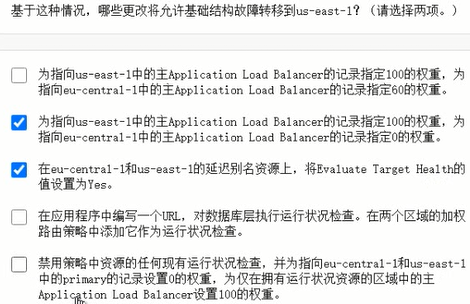 基于这种情况，哪些更改将允许基础结构故障转移到us-east-1？（请选择两项。）
为指向us-east-1中的主Application Load Balancer的记录指定100的权重，为
指向eu-central-1中的主Application Load Balancer的记录指定60的权重。
为指向us-east-1中的主Application Load Balancer的记录指定100的权重，为
指向eu-central-1中的主Application Load Balancer的记录指定0的权重。
在eu-central-1和us-east-1的延迟别名资源上，将Evaluate Target Health的
值设置为Yes。
在应用程序中编写一个URL，对数据库层执行运行状况检查。在两个区域的加权
路由策略中添加它作为运行状况检查。
禁用策略中资源的任何现有运行状况检查，并为指向eu-central-1和us-east-1
中的primary的记录设置0的权重，为仅在拥有运行状况资源的区域中的主
Application Load Balancer设置100的权重。